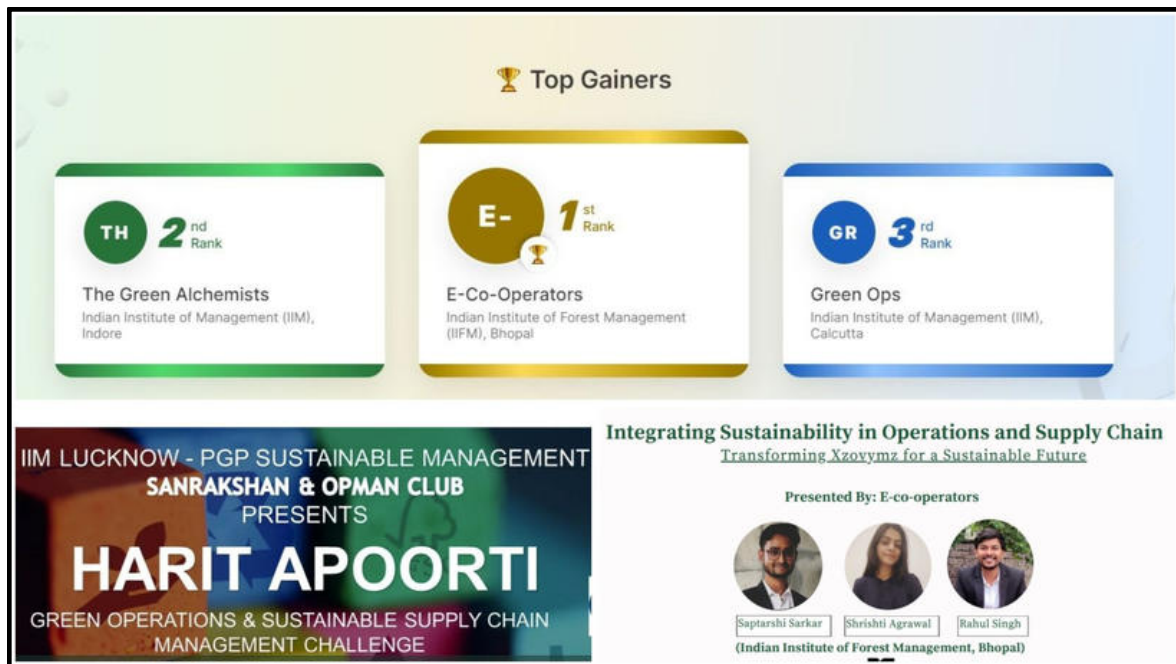 🏆 Top Gainers
TH
2nd
Rank
The Green Alchemists
Indian Institute of Management (IIM),
Indore
E-
1st
Rank
E-Co-Operators
Indian Institute of Forest Management
(IIFM), Bhopal
GR
3rd
Rank
Green Ops
Indian Institute of Management (IIM),
Calcutta
IIM LUCKNOW - PGP SUSTAINABLE MANAGEMENT
SANRAKSHAN & OPMAN CLUB
PRESENTS
HARIT APOORTI
GREEN OPERATIONS & SUSTAINABLE SUPPLY CHAIN
MANAGEMENT CHALLENGE
Integrating Sustainability in Operations and Supply Chain
Transforming Xzovymz for a Sustainable Future
Presented By: E-co-operators
Saptarshi Sarkar
Shrishti Agrawal
Rahul Singh
(Indian Institute of Forest Management, Bhopal)